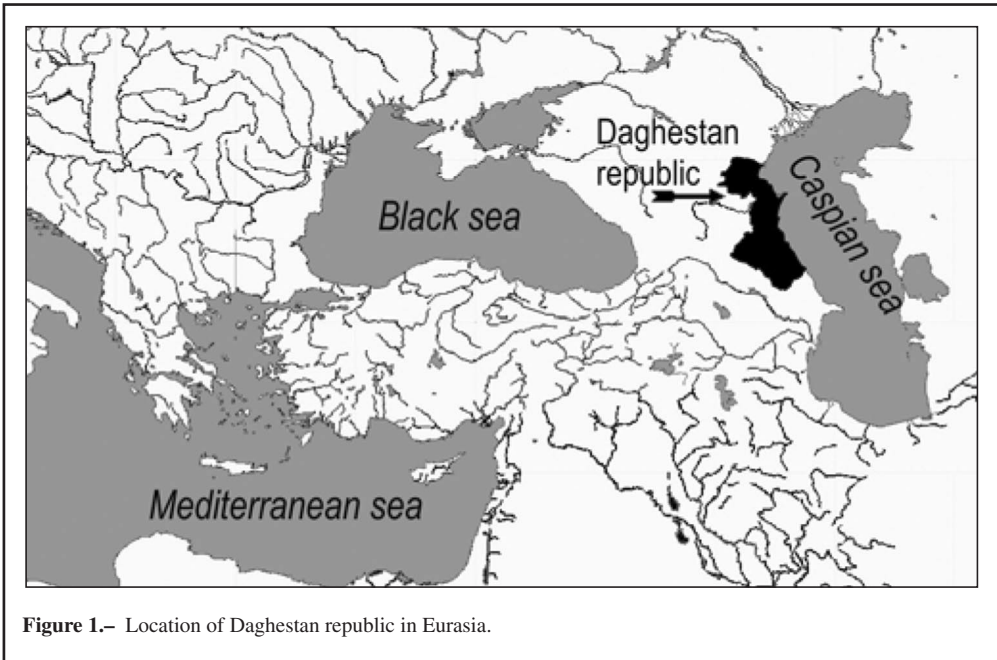 Daghestan
republic
Black sea
Caspian sea
Mediterranean sea
Figure 1.– Location of Daghestan republic in Eurasia.